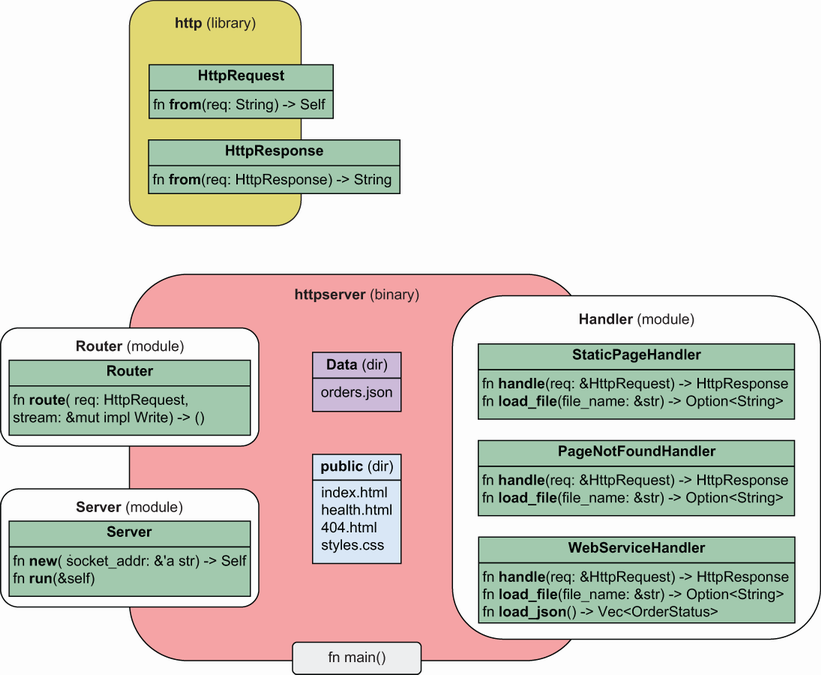 http (library)
HttpRequest
fn from(req: String) -> Self
HttpResponse
fn from(req: HttpResponse) -> String
httpserver (binary)
Router (module)
Router
fn route( req: HttpRequest,
stream: &mut impl Write) -> ()
Server (module)
Server
fn new( socket_addr: &'a str) -> Self
fn run(&self)
Data (dir)
orders.json
public (dir)
index.html
health.html
404.html
styles.css
Handler (module)
StaticPageHandler
fn handle(req: &HttpRequest) -> HttpResponse
fn load_file(file_name: &str) -> Option<String>
PageNotFoundHandler
fn handle(req: &HttpRequest) -> HttpResponse
fn load_file(file_name: &str) -> Option<String>
WebServiceHandler
fn handle(req: &HttpRequest) -> HttpResponse
fn load_file(file_name: &str) -> Option<String>
fn load_json() -> Vec<OrderStatus>
fn main()